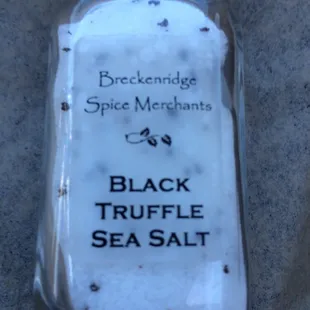 Breckenridge
Spice Merchants
BLACK
TRUFFLE
SEA SALT